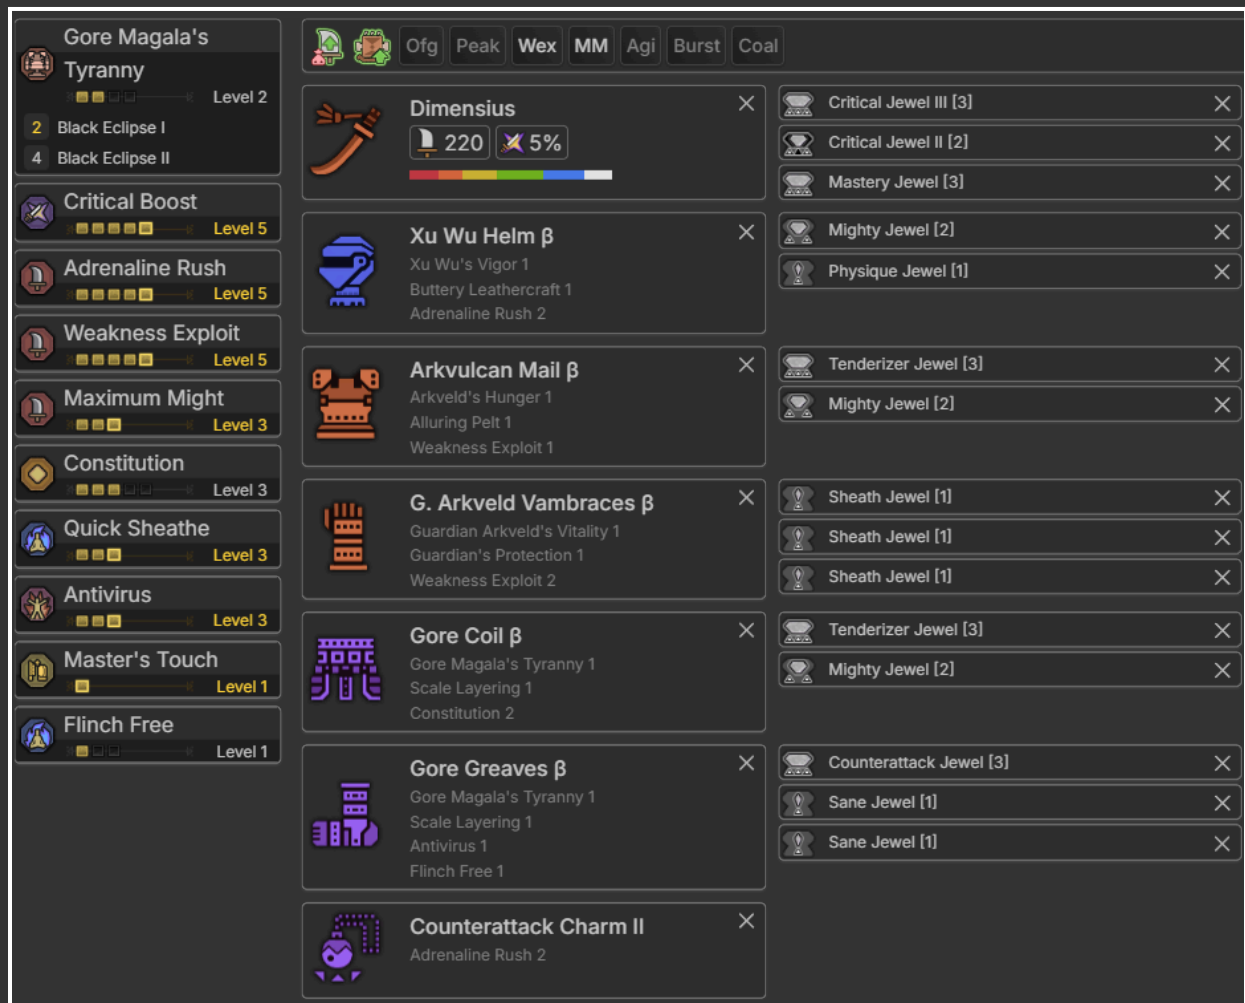 Gore Magala's
Tyranny
Level 2
2 Black Eclipse I
4 Black Eclipse II
Critical Boost
Level 5
Adrenaline Rush
Level 5
Weakness Exploit
Level 5
Maximum Might
Level 3
Constitution
Level 3
Quick Sheathe
Level 3
Antivirus
Level 3
Master's Touch
Level 1
Flinch Free
Level 1
Ofg Peak Wex MM Agi Burst Coal
Dimensius
220 5%
Critical Jewel III [3]
Critical Jewel II [2]
Mastery Jewel [3]
Xu Wu Helm β
Xu Wu's Vigor 1
Buttery Leathercraft 1
Adrenaline Rush 2
Mighty Jewel [2]
Physique Jewel [1]
Arkvulcan Mail β
Arkveld's Hunger 1
Alluring Pelt 1
Weakness Exploit 1
Tenderizer Jewel [3]
Mighty Jewel [2]
G. Arkveld Vambraces β
Guardian Arkveld's Vitality 1
Guardian's Protection 1
Weakness Exploit 2
Sheath Jewel [1]
Sheath Jewel [1]
Sheath Jewel [1]
Gore Coil β
Gore Magala's Tyranny 1
Scale Layering 1
Constitution 2
Tenderizer Jewel [3]
Mighty Jewel [2]
Gore Greaves β
Gore Magala's Tyranny 1
Scale Layering 1
Antivirus 1
Flinch Free 1
Counterattack Jewel [3]
Sane Jewel [1]
Sane Jewel [1]
Counterattack Charm II
Adrenaline Rush 2